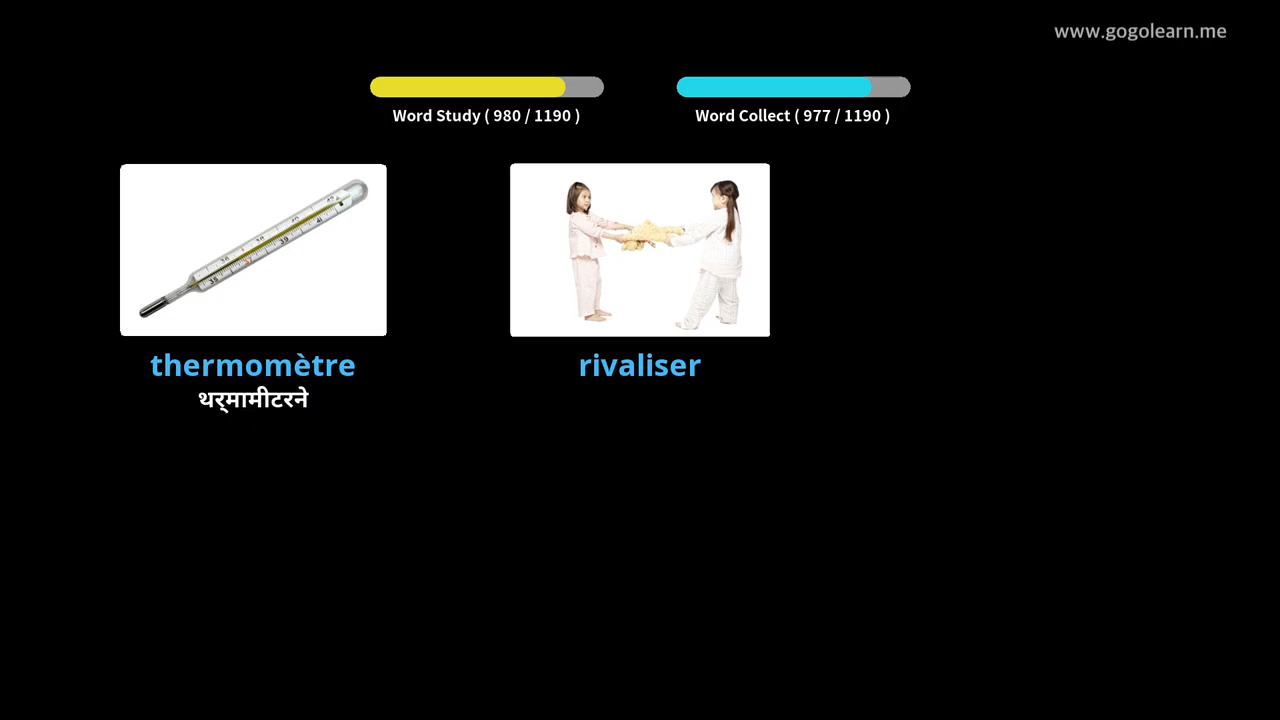 www.gogolearn.me
Word Study ( 980 / 1190 )
Word Collect ( 977 / 1190 )
thermomètre
थर्मामीटरने
rivaliser